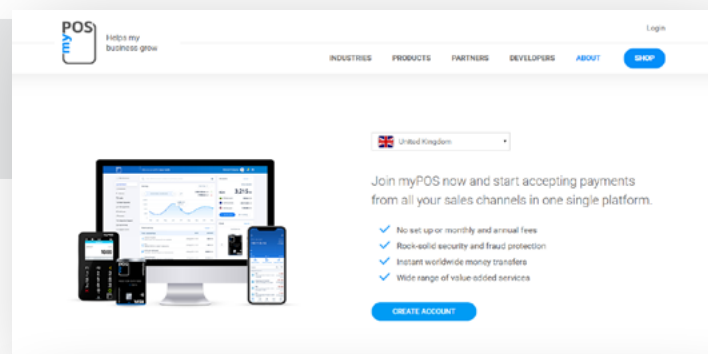 myPOS
Helps my
business grow
Login
INDUSTRIES PRODUCTS PARTNERS DEVELOPERS ABOUT SHOP
United Kingdom
Join myPOS now and start accepting payments
from all your sales channels in one single platform.
No set up or monthly and annual fees
Rock-solid security and fraud protection
Instant worldwide money transfers
Wide range of value-added services
CREATE ACCOUNT